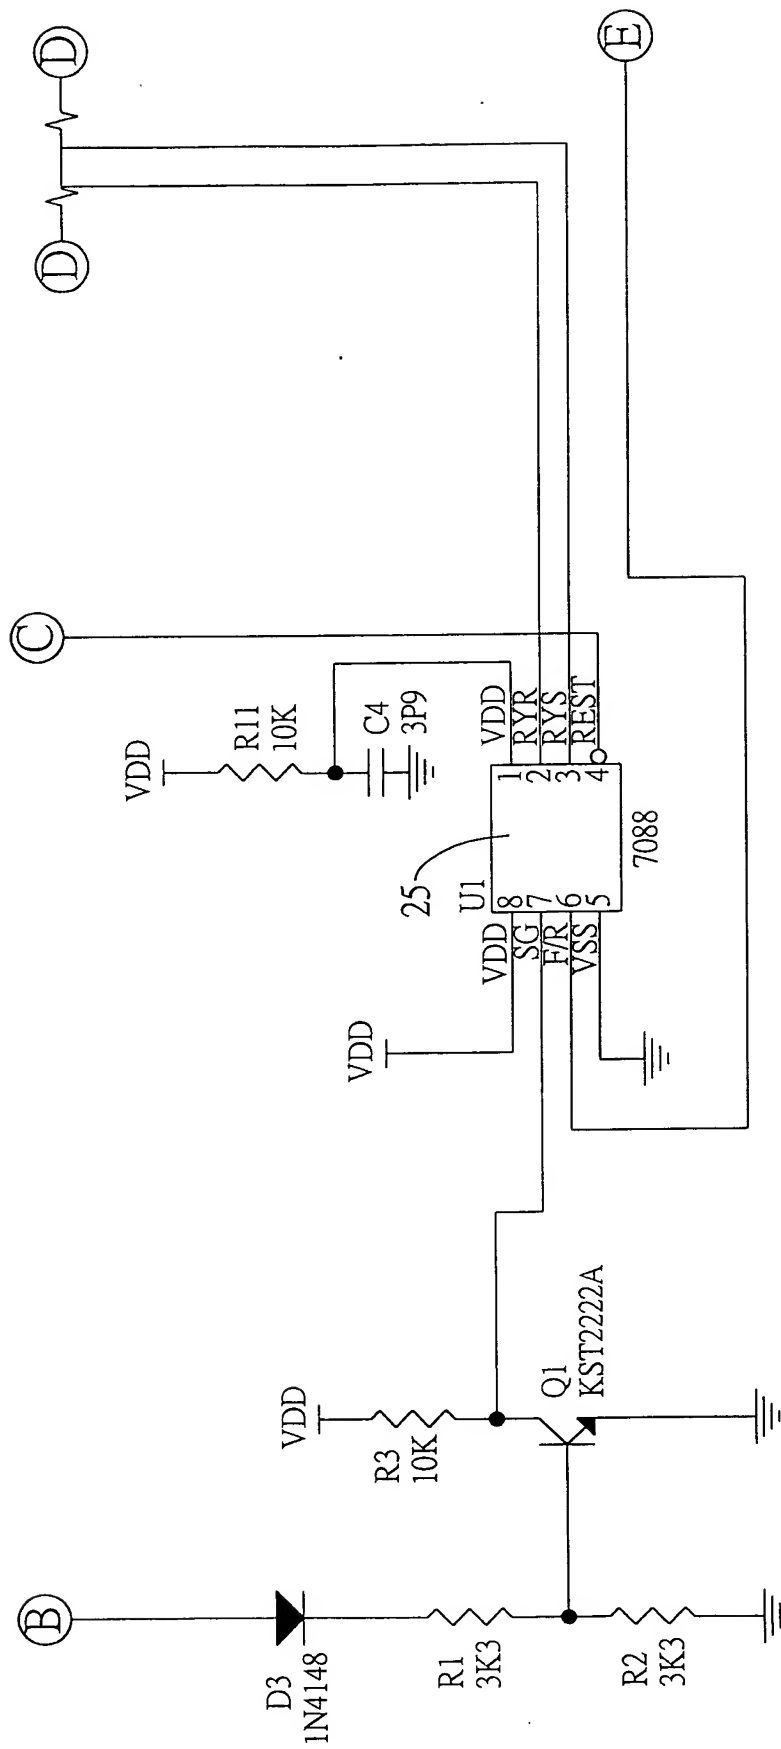 B
D3
1N4148
R1
3K3
R2
3K3
VDD
R3
10K
Q1
KST2222A
VDD
VDD
SG
F/R
VSS
25
U1
8
7
6
5
1
2
3
4
7088
VDD
RYR
RYS
REST
VDD
R11
10K
C4
3P9
C
D
D
E